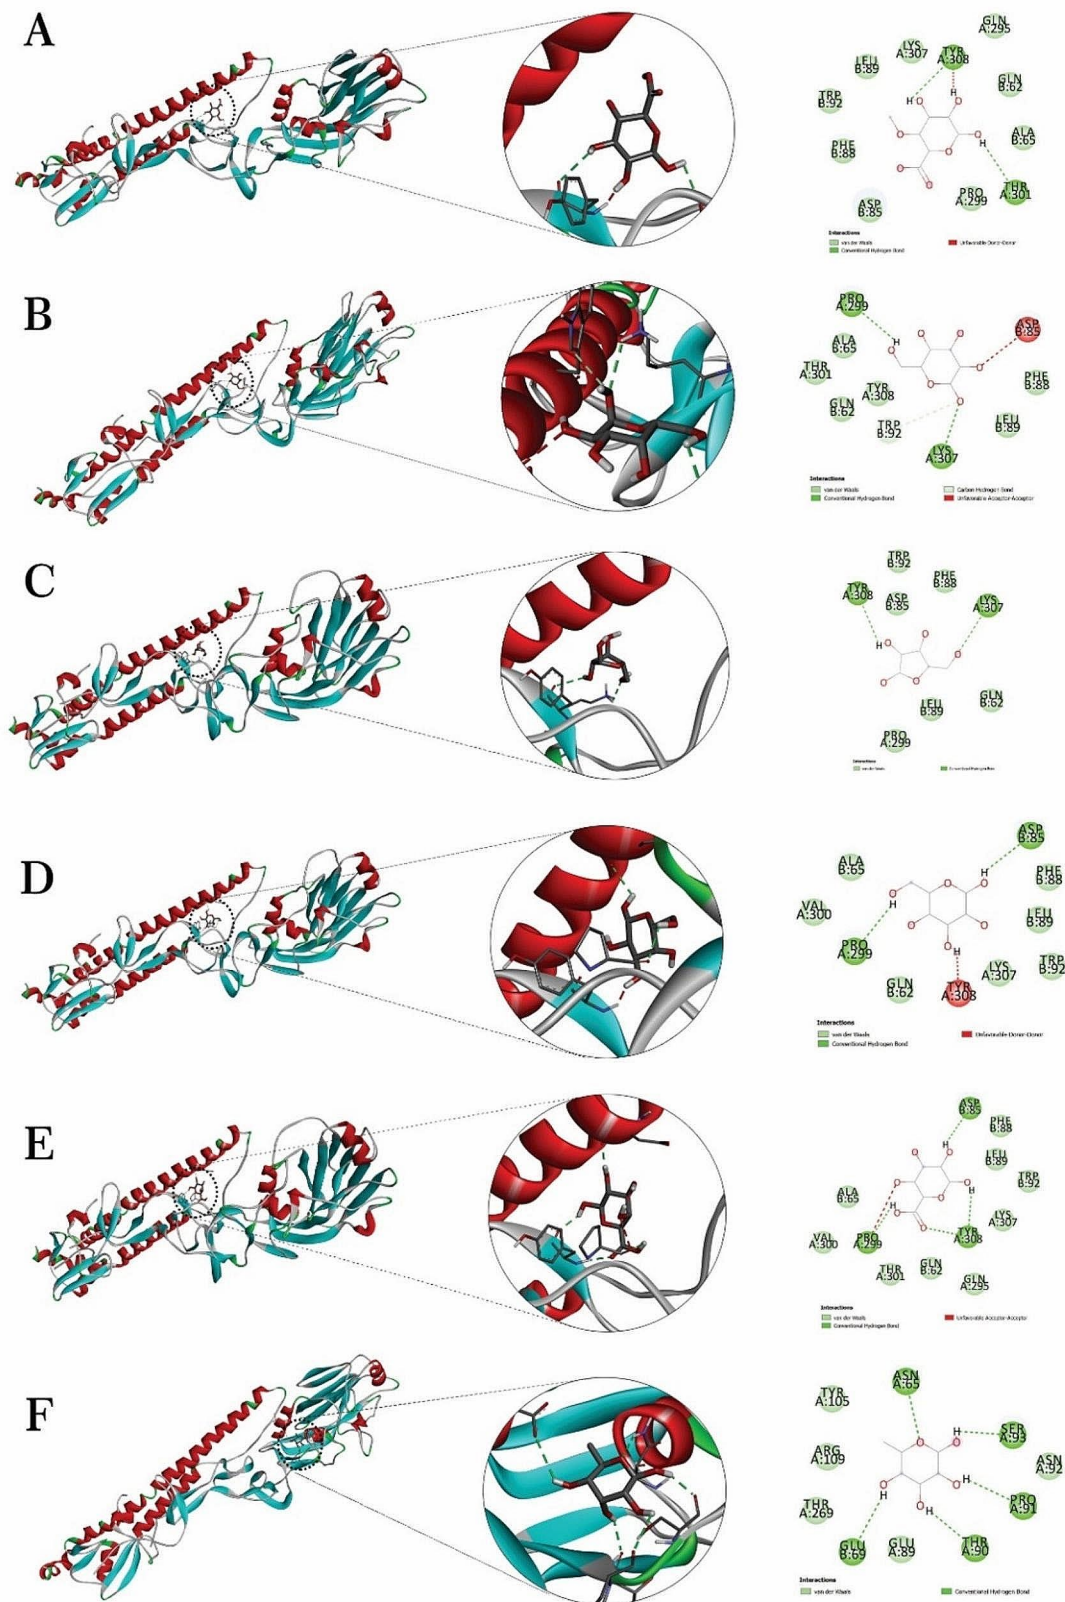 A
GLN
A:295
LYS
A:307
TYR
A:308
LEU
B:89
GLN
B:62
TRP
B:92
ALA
A:65
PHE
B:88
H
H
O
O
O
H
O
O
O
O
PRO
A:299
THR
A:301
ASP
B:85
Interactions
van der Waals
Conventional Hydrogen Bond
Unfavorable Donor-Donor
B
PRO
A:299
ASP
B:85
ALA
B:65
THR
A:301
TYR
A:308
PHE
B:88
GLN
B:62
TRP
B:92
LEU
B:89
LYS
A:307
H
Interactions
van der Waals
Conventional Hydrogen Bond
Carbon Hydrogen Bond
Unfavorable Acceptor-Acceptor
C
TRP
B:92
PHE
B:88
TYR
A:308
ASP
B:85
LYS
A:307
H
LEU
B:89
GLN
B:62
PRO
A:299
Interactions
van der Waals
Conventional Hydrogen Bond
D
ASP
B:85
ALA
B:65
PHE
B:88
VAL
A:300
LEU
B:89
PRO
A:299
LYS
A:307
TRP
B:92
GLN
B:62
TYR
A:308
H
H
H
Interactions
van der Waals
Conventional Hydrogen Bond
Unfavorable Donor-Donor
E
ASP
B:85
PHE
B:88
LEU
B:89
TRP
B:92
ALA
B:65
LYS
A:307
VAL
A:300
PRO
A:299
TYR
A:308
THR
A:301
GLN
B:62
GLN
A:295
H
H
H
Interactions
van der Waals
Conventional Hydrogen Bond
Unfavorable Acceptor-Acceptor
F
ASN
A:65
TYR
A:105
SER
A:93
ARG
A:109
ASN
A:92
THR
A:269
PRO
A:91
GLU
B:69
GLU
A:89
THR
A:90
H
H
H
H
Interactions
van der Waals
Conventional Hydrogen Bond